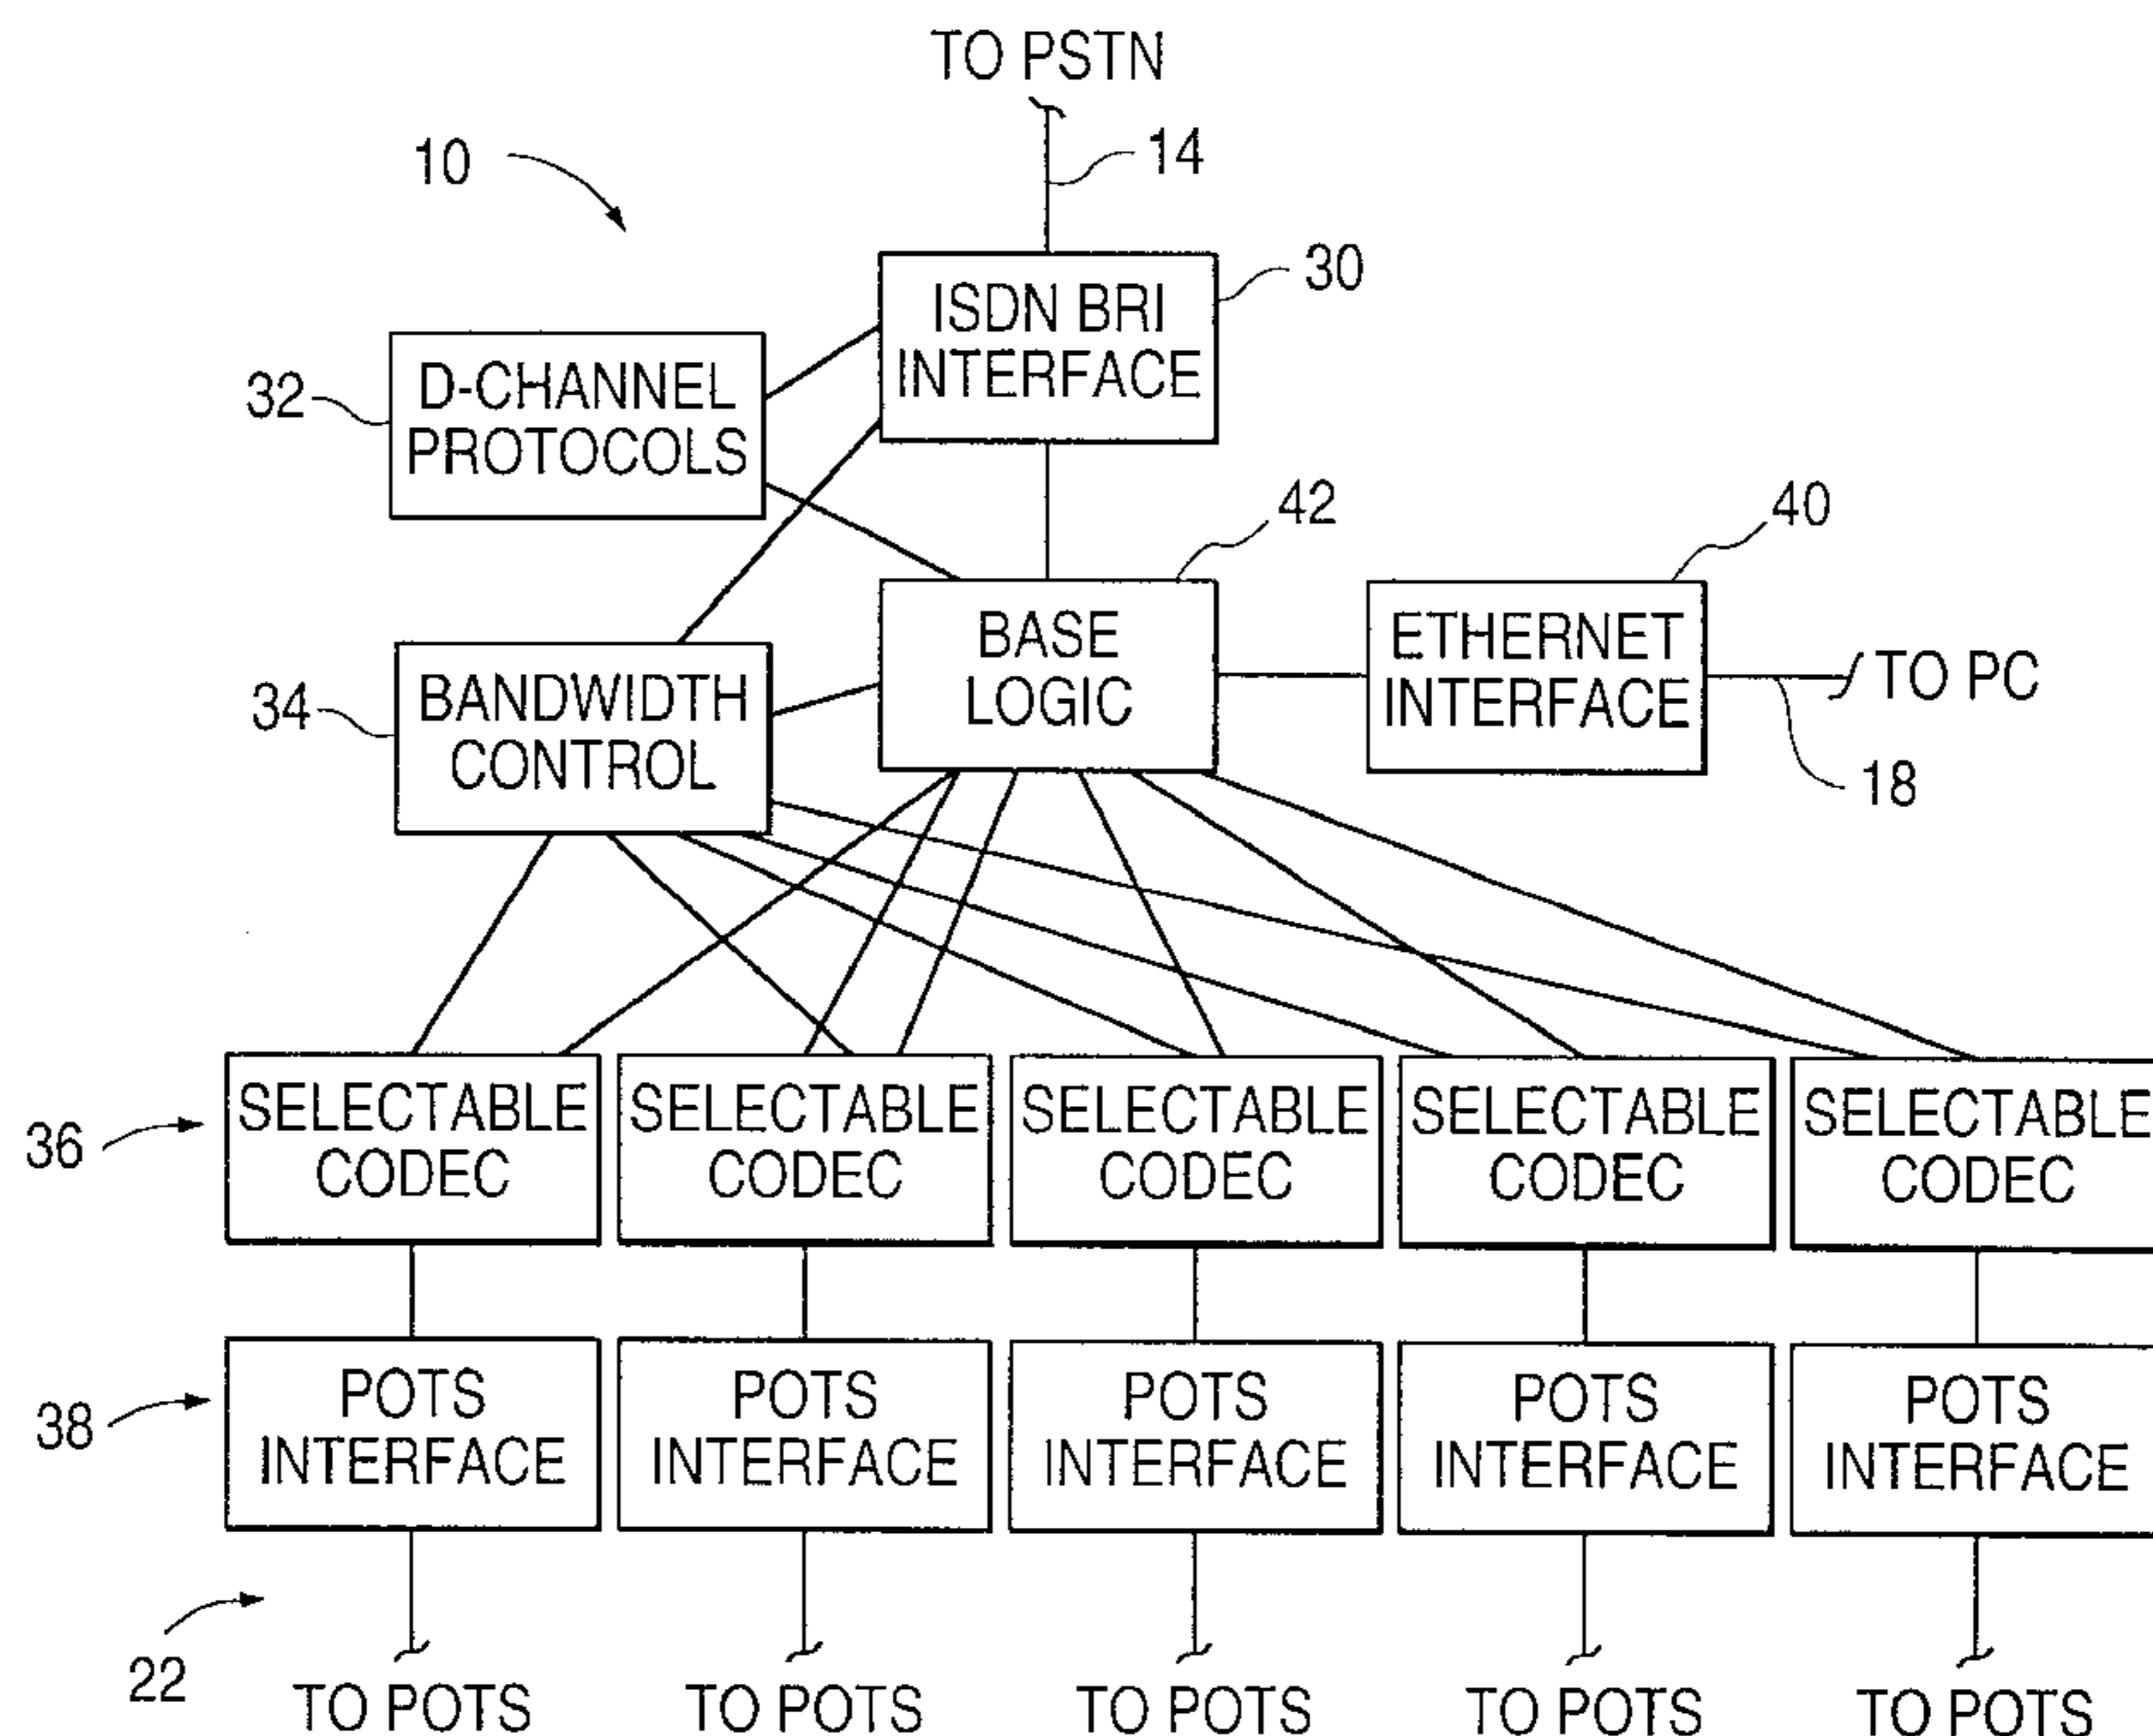 TO PSTN
10
14
ISDN BRI
INTERFACE
30
D-CHANNEL
PROTOCOLS
32
42
40
BASE
LOGIC
ETHERNET
INTERFACE
TO PC
18
BANDWIDTH
CONTROL
34
36
SELECTABLE
CODEC
SELECTABLE
CODEC
SELECTABLE
CODEC
SELECTABLE
CODEC
SELECTABLE
CODEC
38
POTS
INTERFACE
POTS
INTERFACE
POTS
INTERFACE
POTS
INTERFACE
POTS
INTERFACE
22
TO POTS
TO POTS
TO POTS
TO POTS
TO POTS